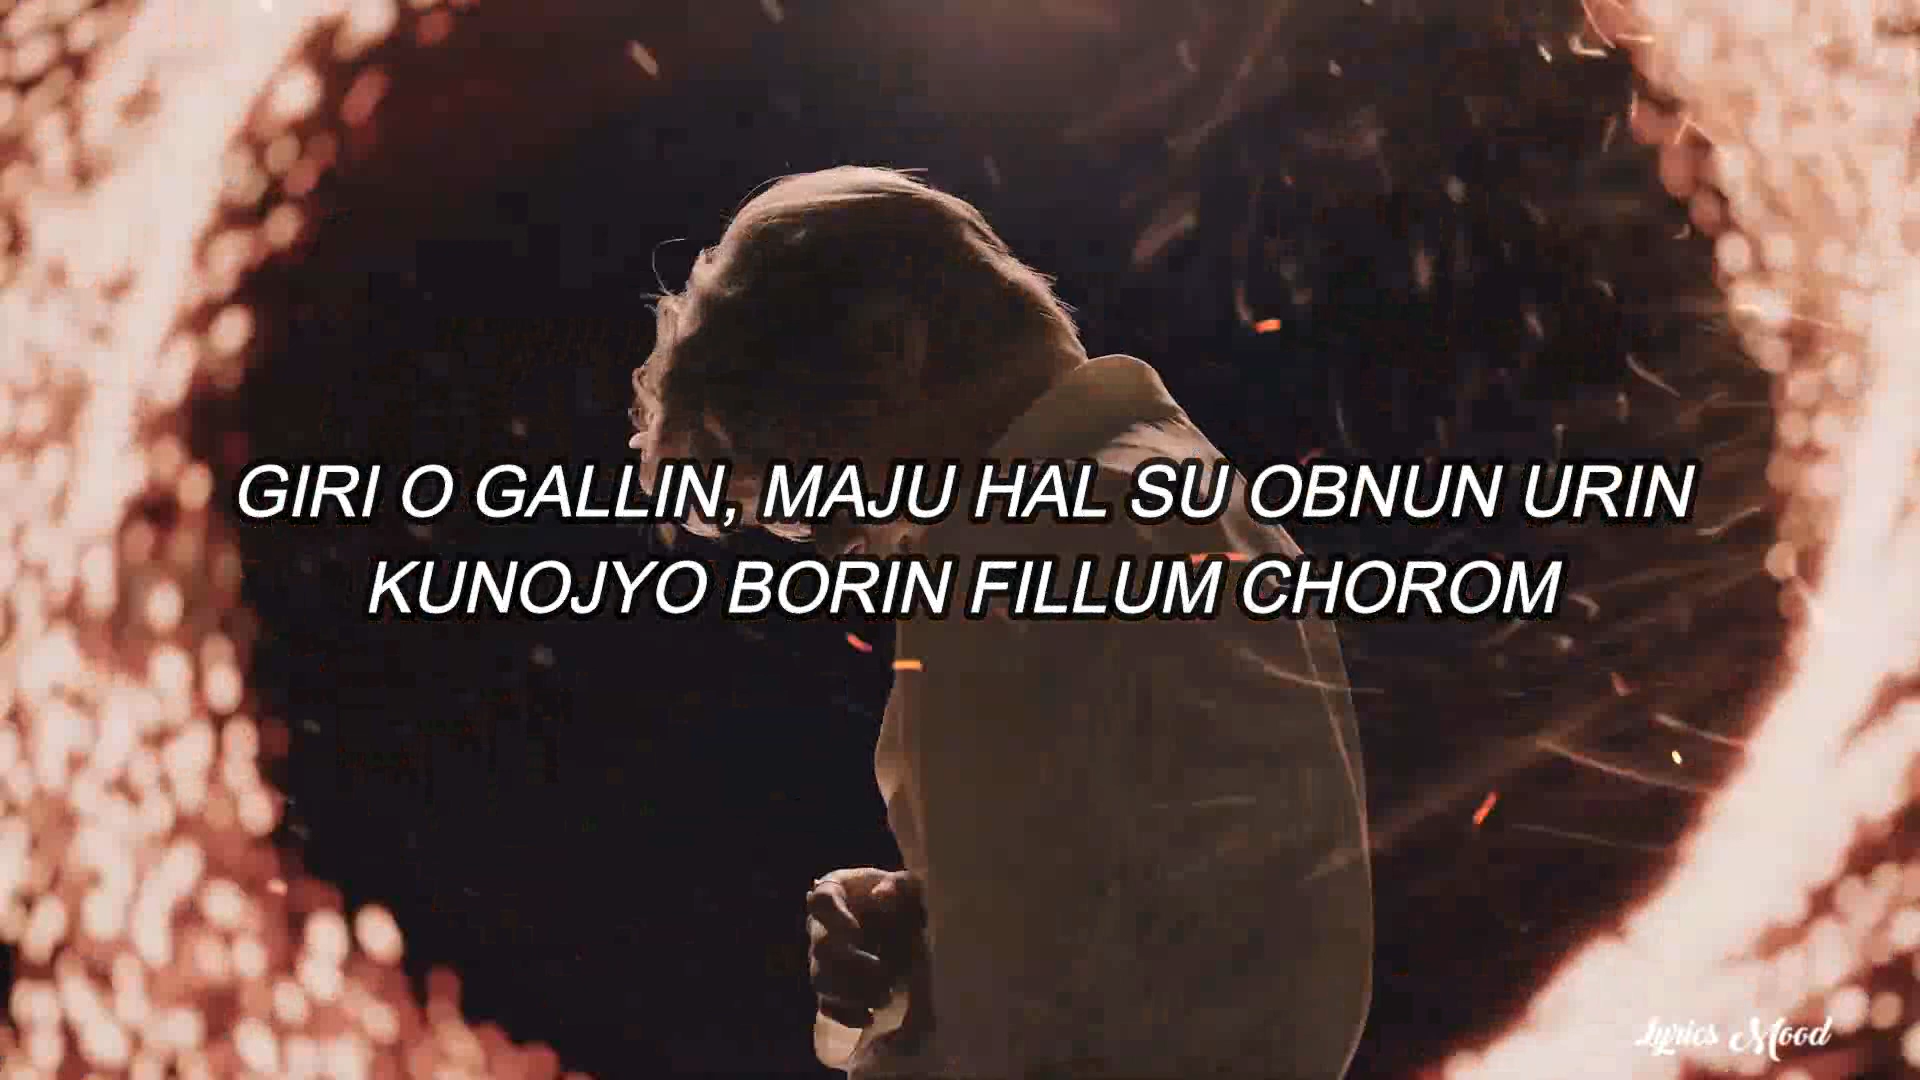 GIRI O GALLIN, MAJU HAL SU OBNUN URIN
KUNOJYO BORIN FILLUM CHOROM
Lyrics Mood